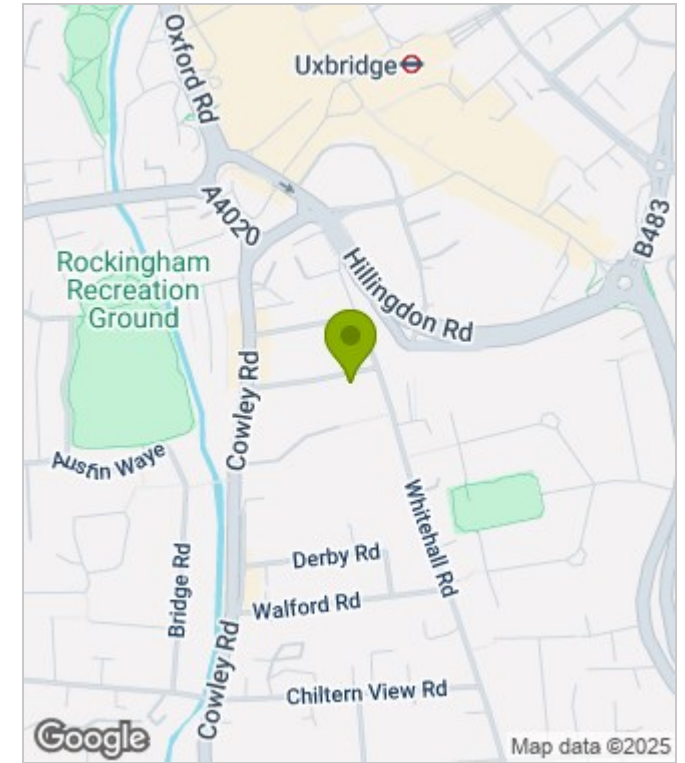 Oxford Rd
Uxbridge
A4020
B483
Rockingham
Recreation
Ground
Hillingdon Rd
Cowley Rd
Austin Waye
Whitehall Rd
Bridge Rd
Derby Rd
Walford Rd
Cowley Rd
Chiltern View Rd
Google
Map data ©2025